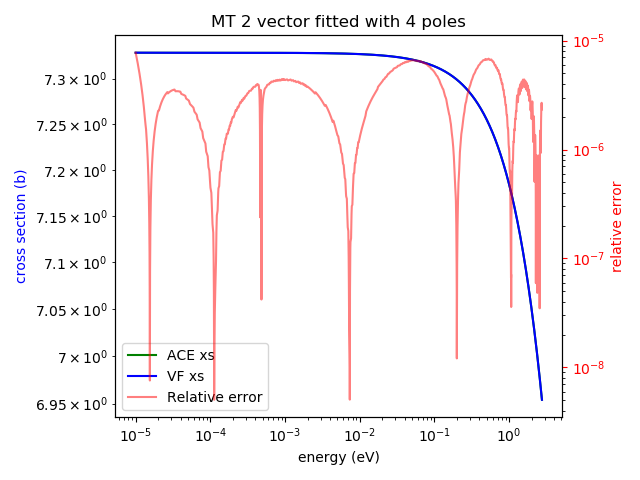 MT 2 vector fitted with 4 poles
cross section (b)
7.3 × 10⁰
7.25 × 10⁰
7.2 × 10⁰
7.15 × 10⁰
7.1 × 10⁰
7.05 × 10⁰
7 × 10⁰
6.95 × 10⁰
10⁻⁵
10⁻⁶
10⁻⁷
10⁻⁸
relative error
ACE xs
VF xs
Relative error
10⁻⁵ 10⁻⁴ 10⁻³ 10⁻² 10⁻¹ 10⁰
energy (eV)